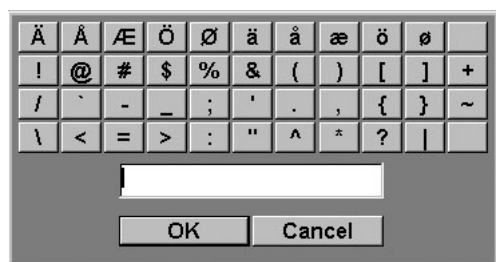 Ä Å Æ Ö Ø ä å æ ö ø
! @ # $ % & ( ) [ ] +
/ ` - _ ; ' . , { } ~
\ < = > : " ^ * ? |
OK Cancel